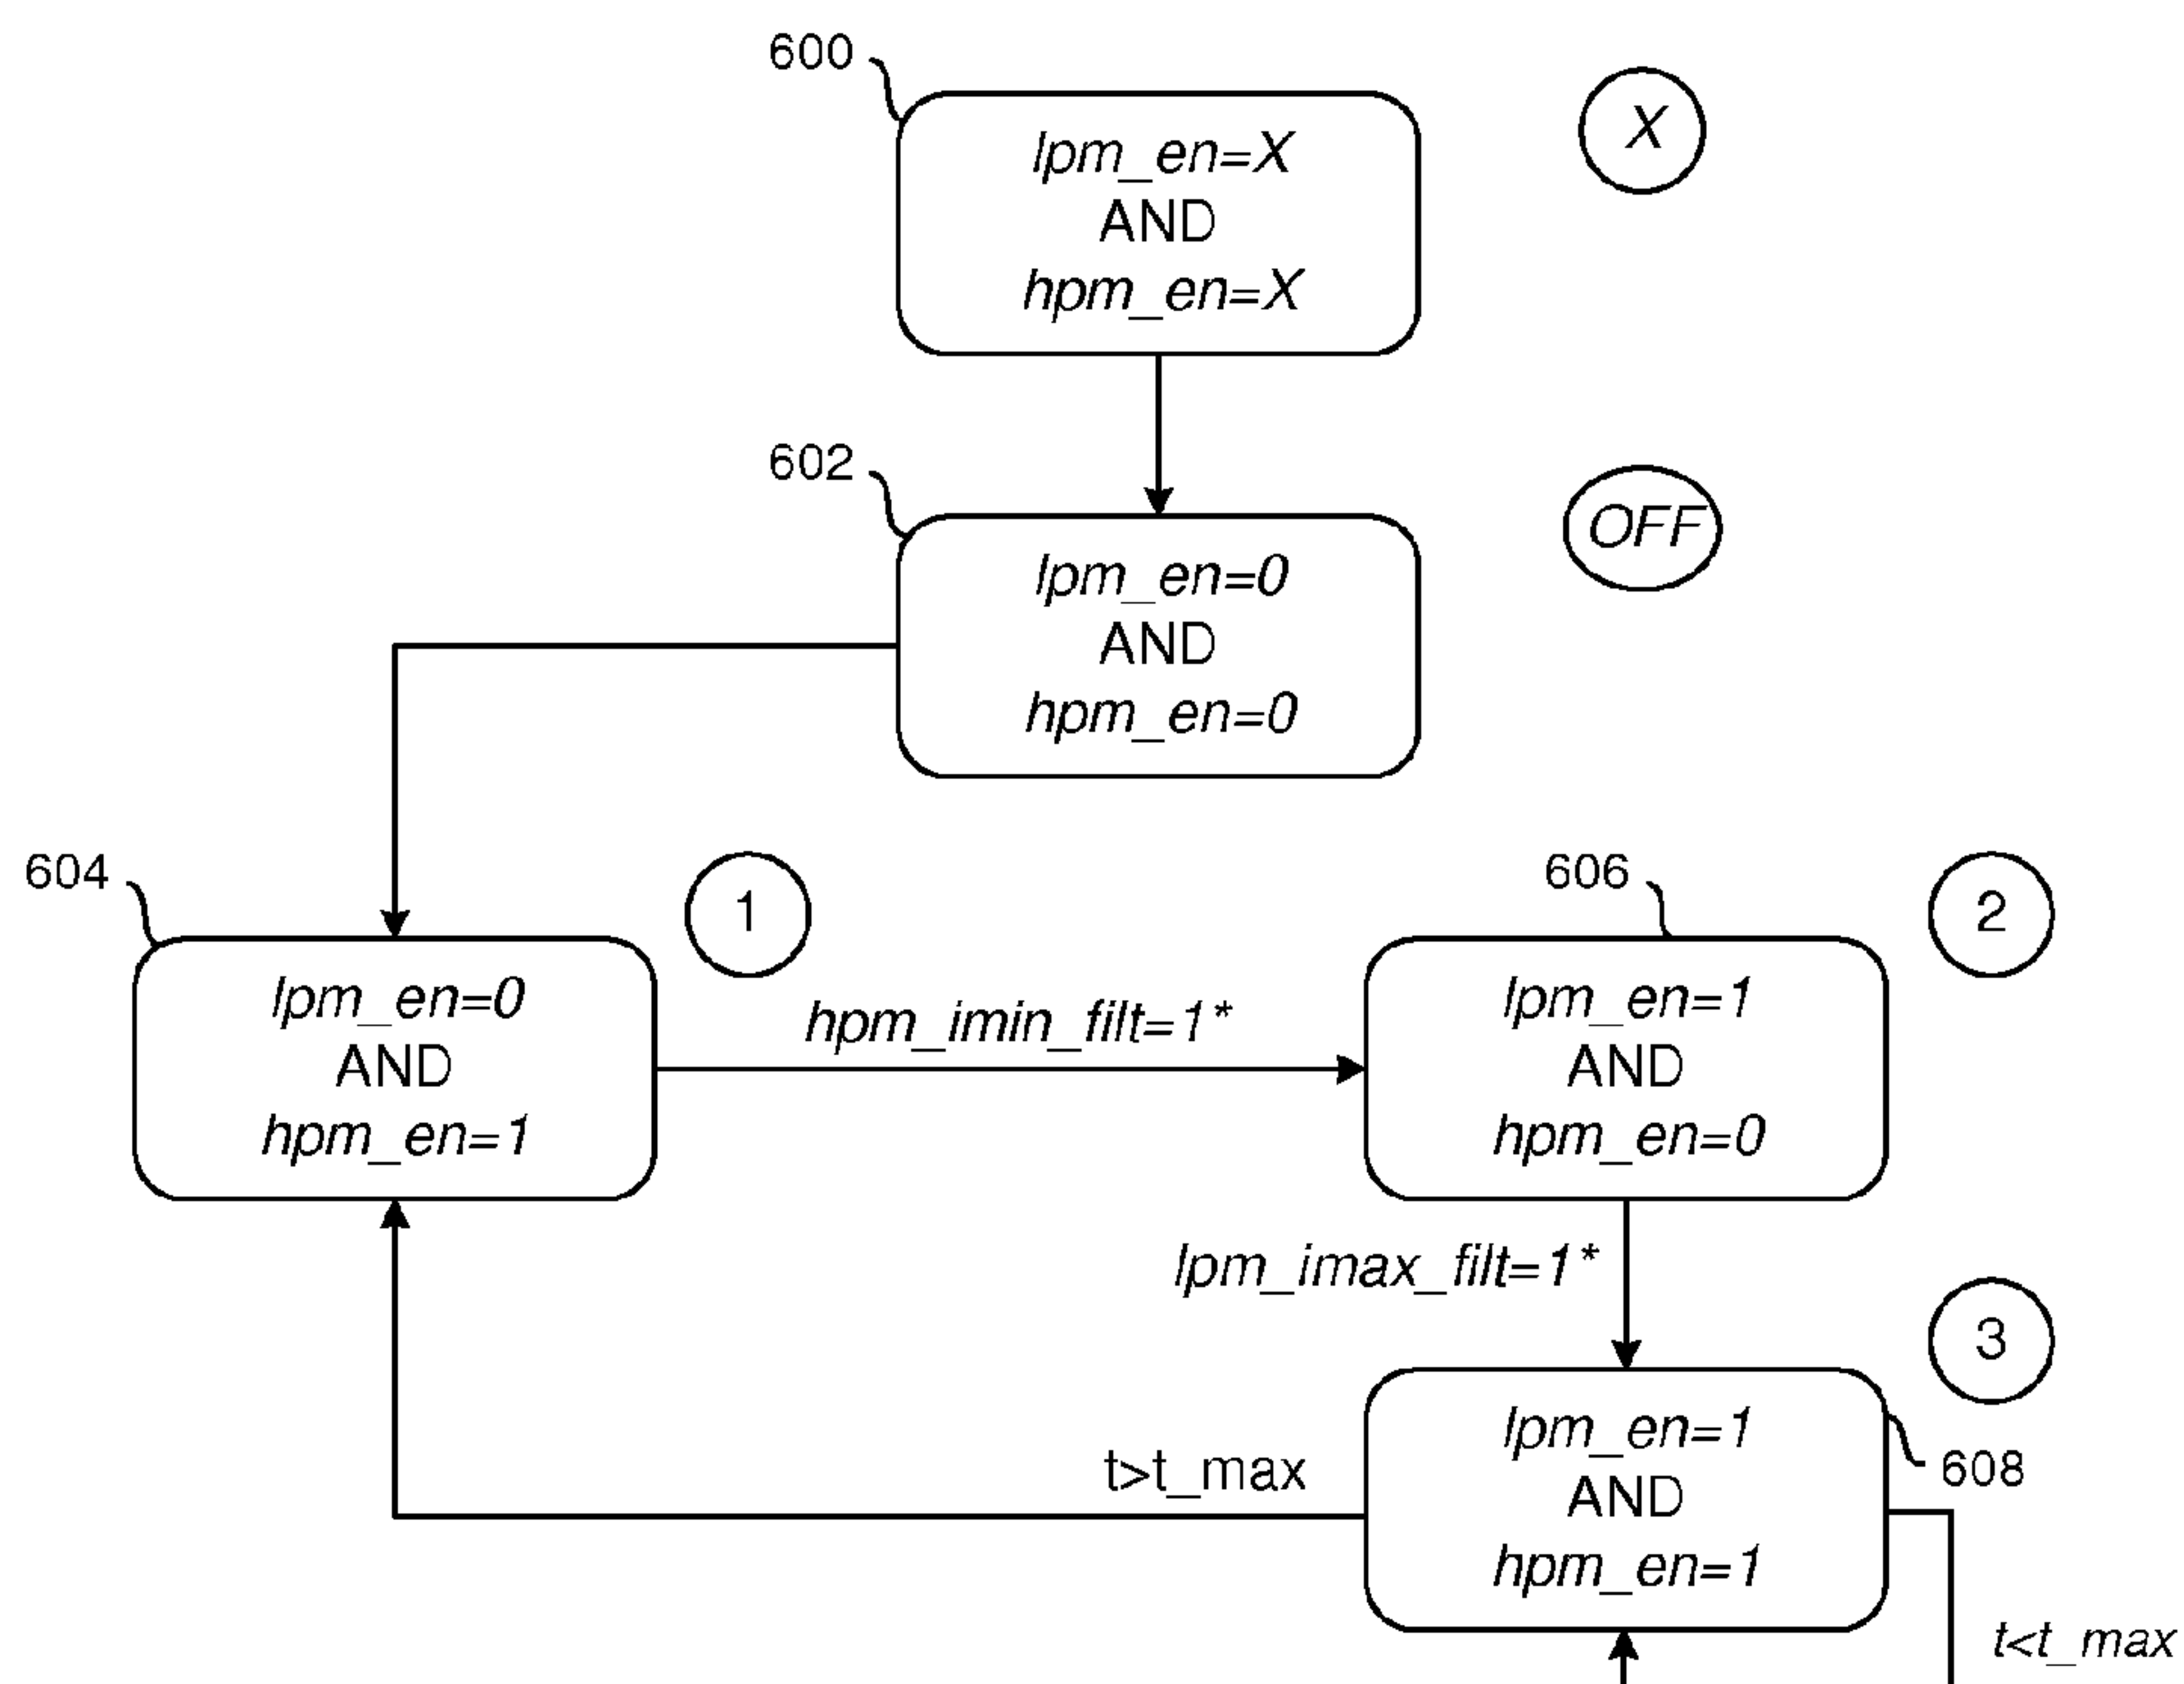 600
X
lpm_en=X
AND
hpm_en=X
602
OFF
lpm_en=0
AND
hpm_en=0
604
1
606
2
lpm_en=0
AND
hpm_en=1
hpm_imin_filt=1*
lpm_en=1
AND
hpm_en=0
lpm_imax_filt=1*
3
t>t_max
lpm_en=1
AND
hpm_en=1
608
t<t_max